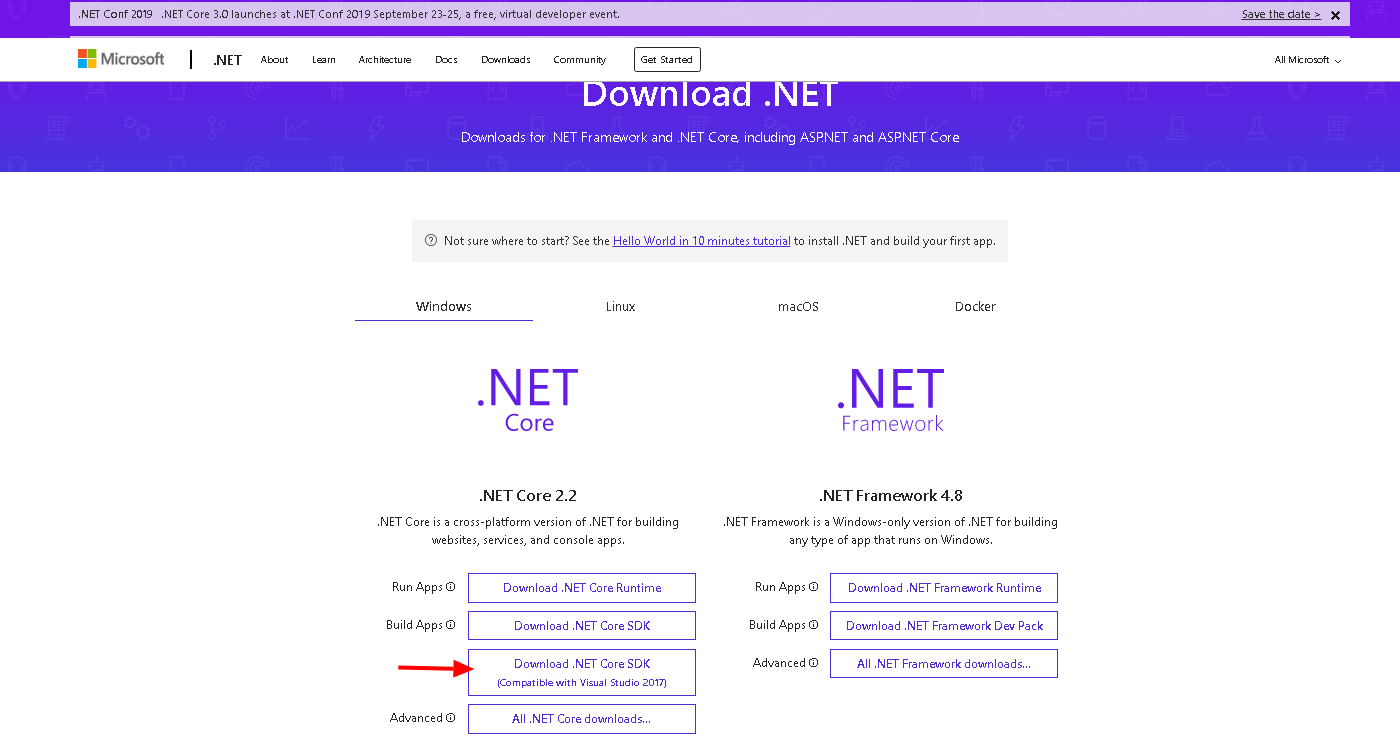 .NET Conf 2019 .NET Core 3.0 launches at .NET Conf 2019 September 23-25, a free, virtual developer event. Save the date >
Microsoft .NET About Learn Architecture Docs Downloads Community Get Started All Microsoft
Download .NET
Downloads for .NET Framework and .NET Core, including ASP.NET and ASP.NET Core
Not sure where to start? See the Hello World in 10 minutes tutorial to install .NET and build your first app.
Windows Linux macOS Docker
.NET
Core
.NET
Framework
.NET Core 2.2
.NET Core is a cross-platform version of .NET for building
websites, services, and console apps.
Run Apps Download .NET Core Runtime
Build Apps Download .NET Core SDK
Download .NET Core SDK
(Compatible with Visual Studio 2017)
Advanced All .NET Core downloads...
.NET Framework 4.8
.NET Framework is a Windows-only version of .NET for building
any type of app that runs on Windows.
Run Apps Download .NET Framework Runtime
Build Apps Download .NET Framework Dev Pack
Advanced All .NET Framework downloads...